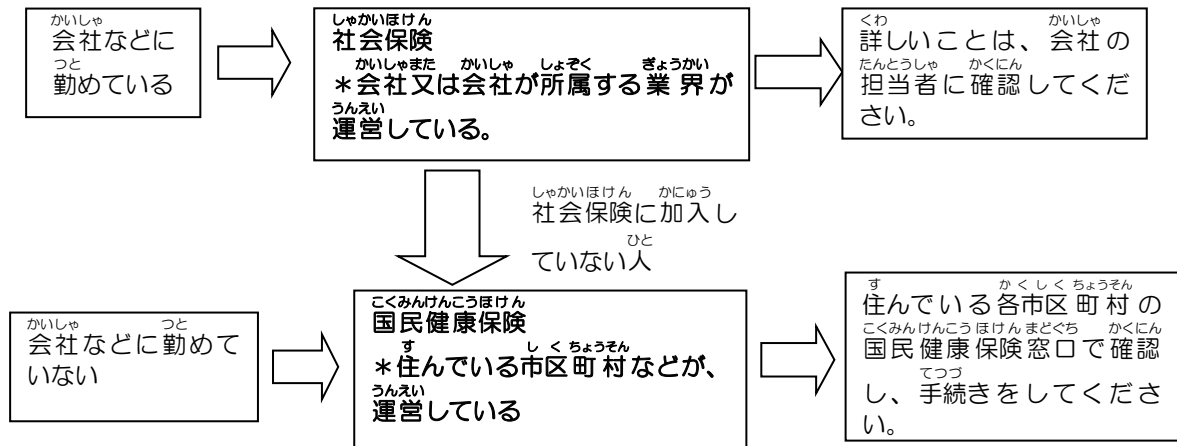 かいしゃ
会社などに
つと
勤めている
しゃかいほけん
社会保険
かいしゃまた かいしゃ しょぞく ぎょうかい
＊会社又は会社が所属する業界が
うんえい
運営している。
くわ かいしゃ
詳しいことは、会社の
たんとうしゃ かくにん
担当者に確認してくだ
さい。
しゃかいほけん かにゅう
社会保険に加入し
ひと
ていない人
かいしゃ つと
会社などに勤めて
いない
こくみんけんこうほけん
国民健康保険
す しくちょうそん
＊住んでいる市区町村などが、
うんえい
運営している
す かくしくちょうそん
住んでいる各市区町村の
こくみんけんこうほけんまどぐち かくにん
国民健康保険窓口で確認
てつづ
し、手続きをしてくださ
い。